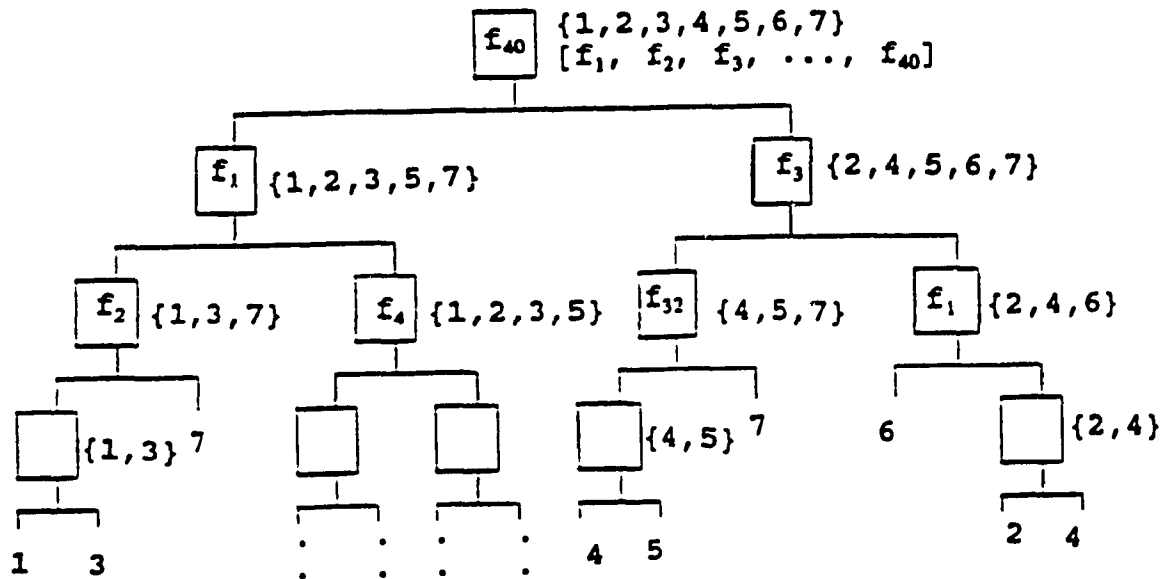 f₄₀ {1,2,3,4,5,6,7}
[f₁, f₂, f₃, ..., f₄₀]
f₁ {1,2,3,5,7} f₃ {2,4,5,6,7}
f₂ {1,3,7} f₄ {1,2,3,5} f₃₂ {4,5,7} f₁ {2,4,6}
{1,3} 7 {4,5} 7 6 {2,4}
1 3 . . . . 4 5 2 4
. . . .